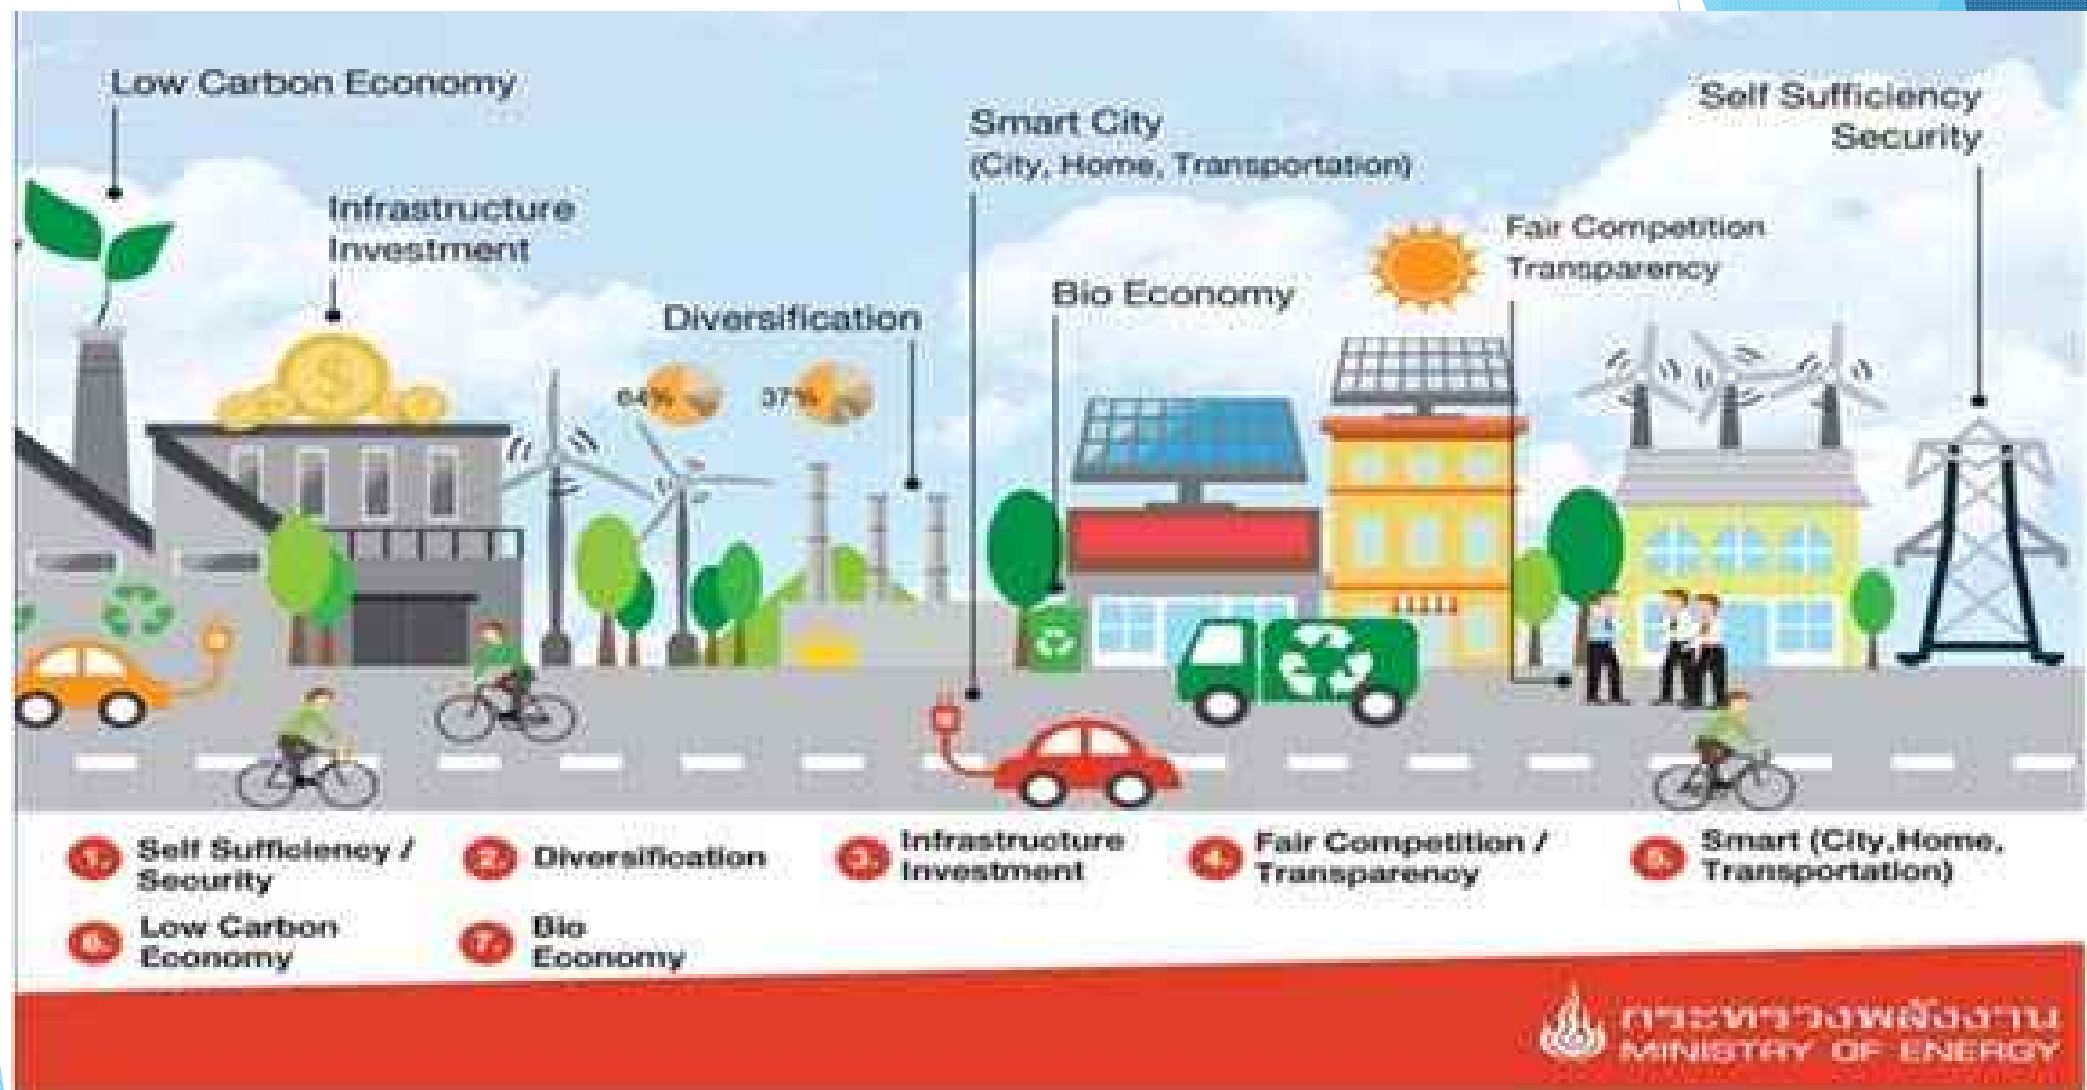 Low Carbon Economy
Infrastructure
Investment
Diversification
64%
37%
Smart City
(City, Home, Transportation)
Bio Economy
Fair Competition
Transparency
Self Sufficiency
Security
1. Self Sufficiency /
Security
2. Diversification
3. Infrastructure
Investment
4. Fair Competition /
Transparency
5. Smart (City,Home,
Transportation)
6. Low Carbon
Economy
7. Bio
Economy
กระทรวงพลังงาน
MINISTRY OF ENERGY